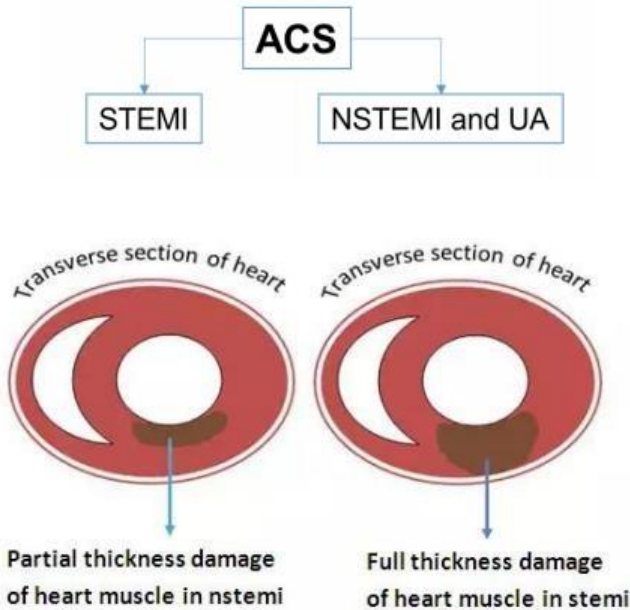 ACS
STEMI
NSTEMI and UA
Transverse section of heart
Transverse section of heart
Partial thickness damage
of heart muscle in nstemi
Full thickness damage
of heart muscle in stemi